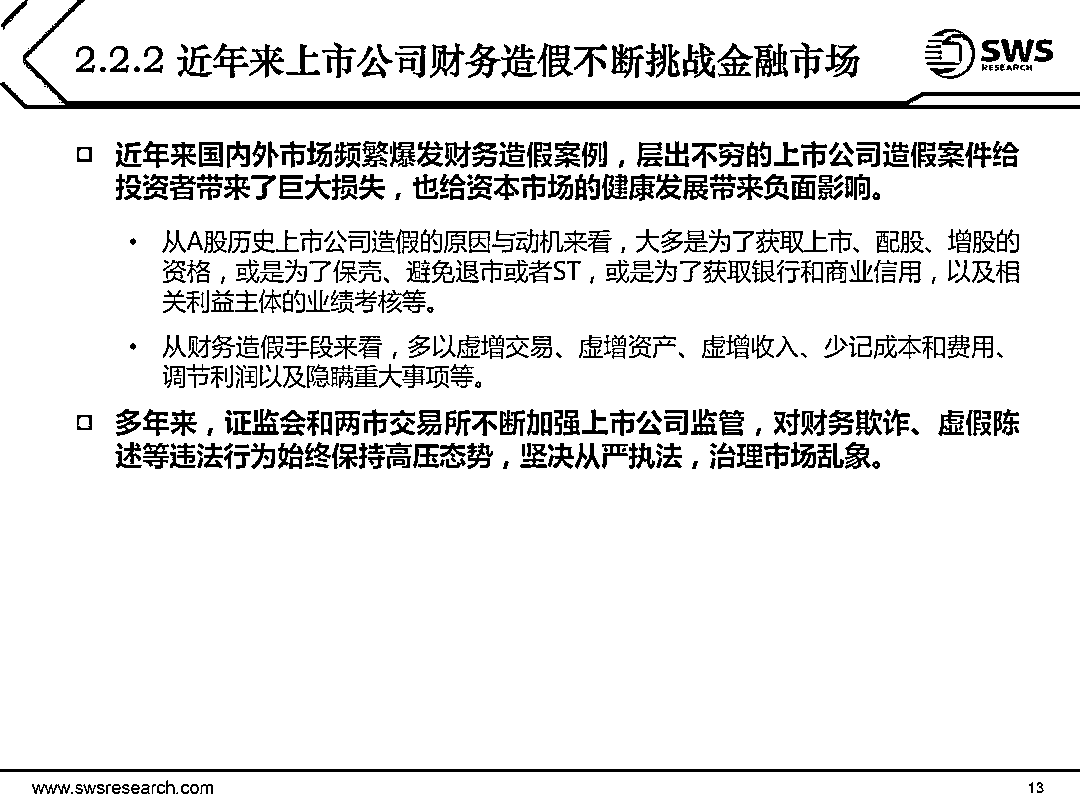 2.2.2 近年来上市公司财务造假不断挑战金融市场
SWS
RESEARCH
近年来国内外市场频繁爆发财务造假案例，层出不穷的上市公司造假案件给
投资者带来了巨大损失，也给资本市场的健康发展带来负面影响。
• 从A股历史上市公司造假的原因与动机来看，大多是为了获取上市、配股、增股的
资格，或是为了保壳、避免退市或者ST，或是为了获取银行和商业信用，以及相
关利益主体的业绩考核等。
• 从财务造假手段来看，多以虚增交易、虚增资产、虚增收入、少记成本和费用、
调节利润以及隐瞒重大事项等。
多年来，证监会和两市交易所不断加强上市公司监管，对财务欺诈、虚假陈
述等违法行为始终保持高压态势，坚决从严执法，治理市场乱象。
www.swsresearch.com
13